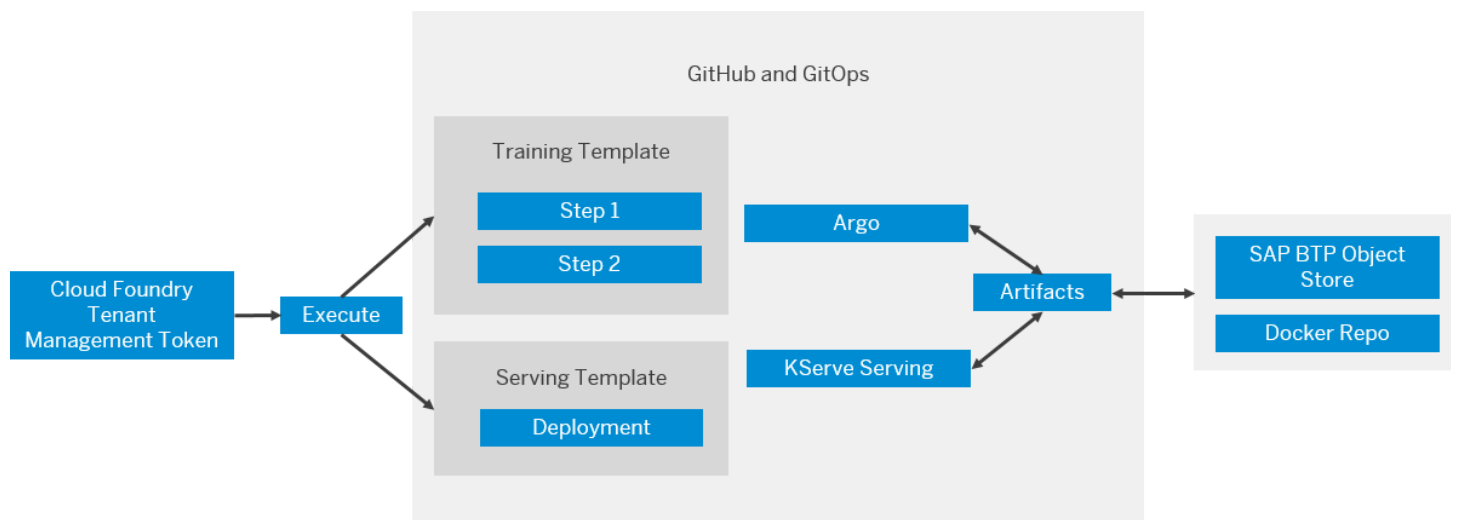 GitHub and GitOps
Training Template
Step 1
Step 2
Argo
SAP BTP Object
Store
Cloud Foundry
Tenant
Management Token
Execute
Artifacts
Docker Repo
KServe Serving
Serving Template
Deployment